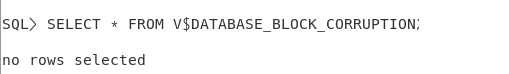 SQL> SELECT * FROM V$DATABASE_BLOCK_CORRUPTION;
no rows selected